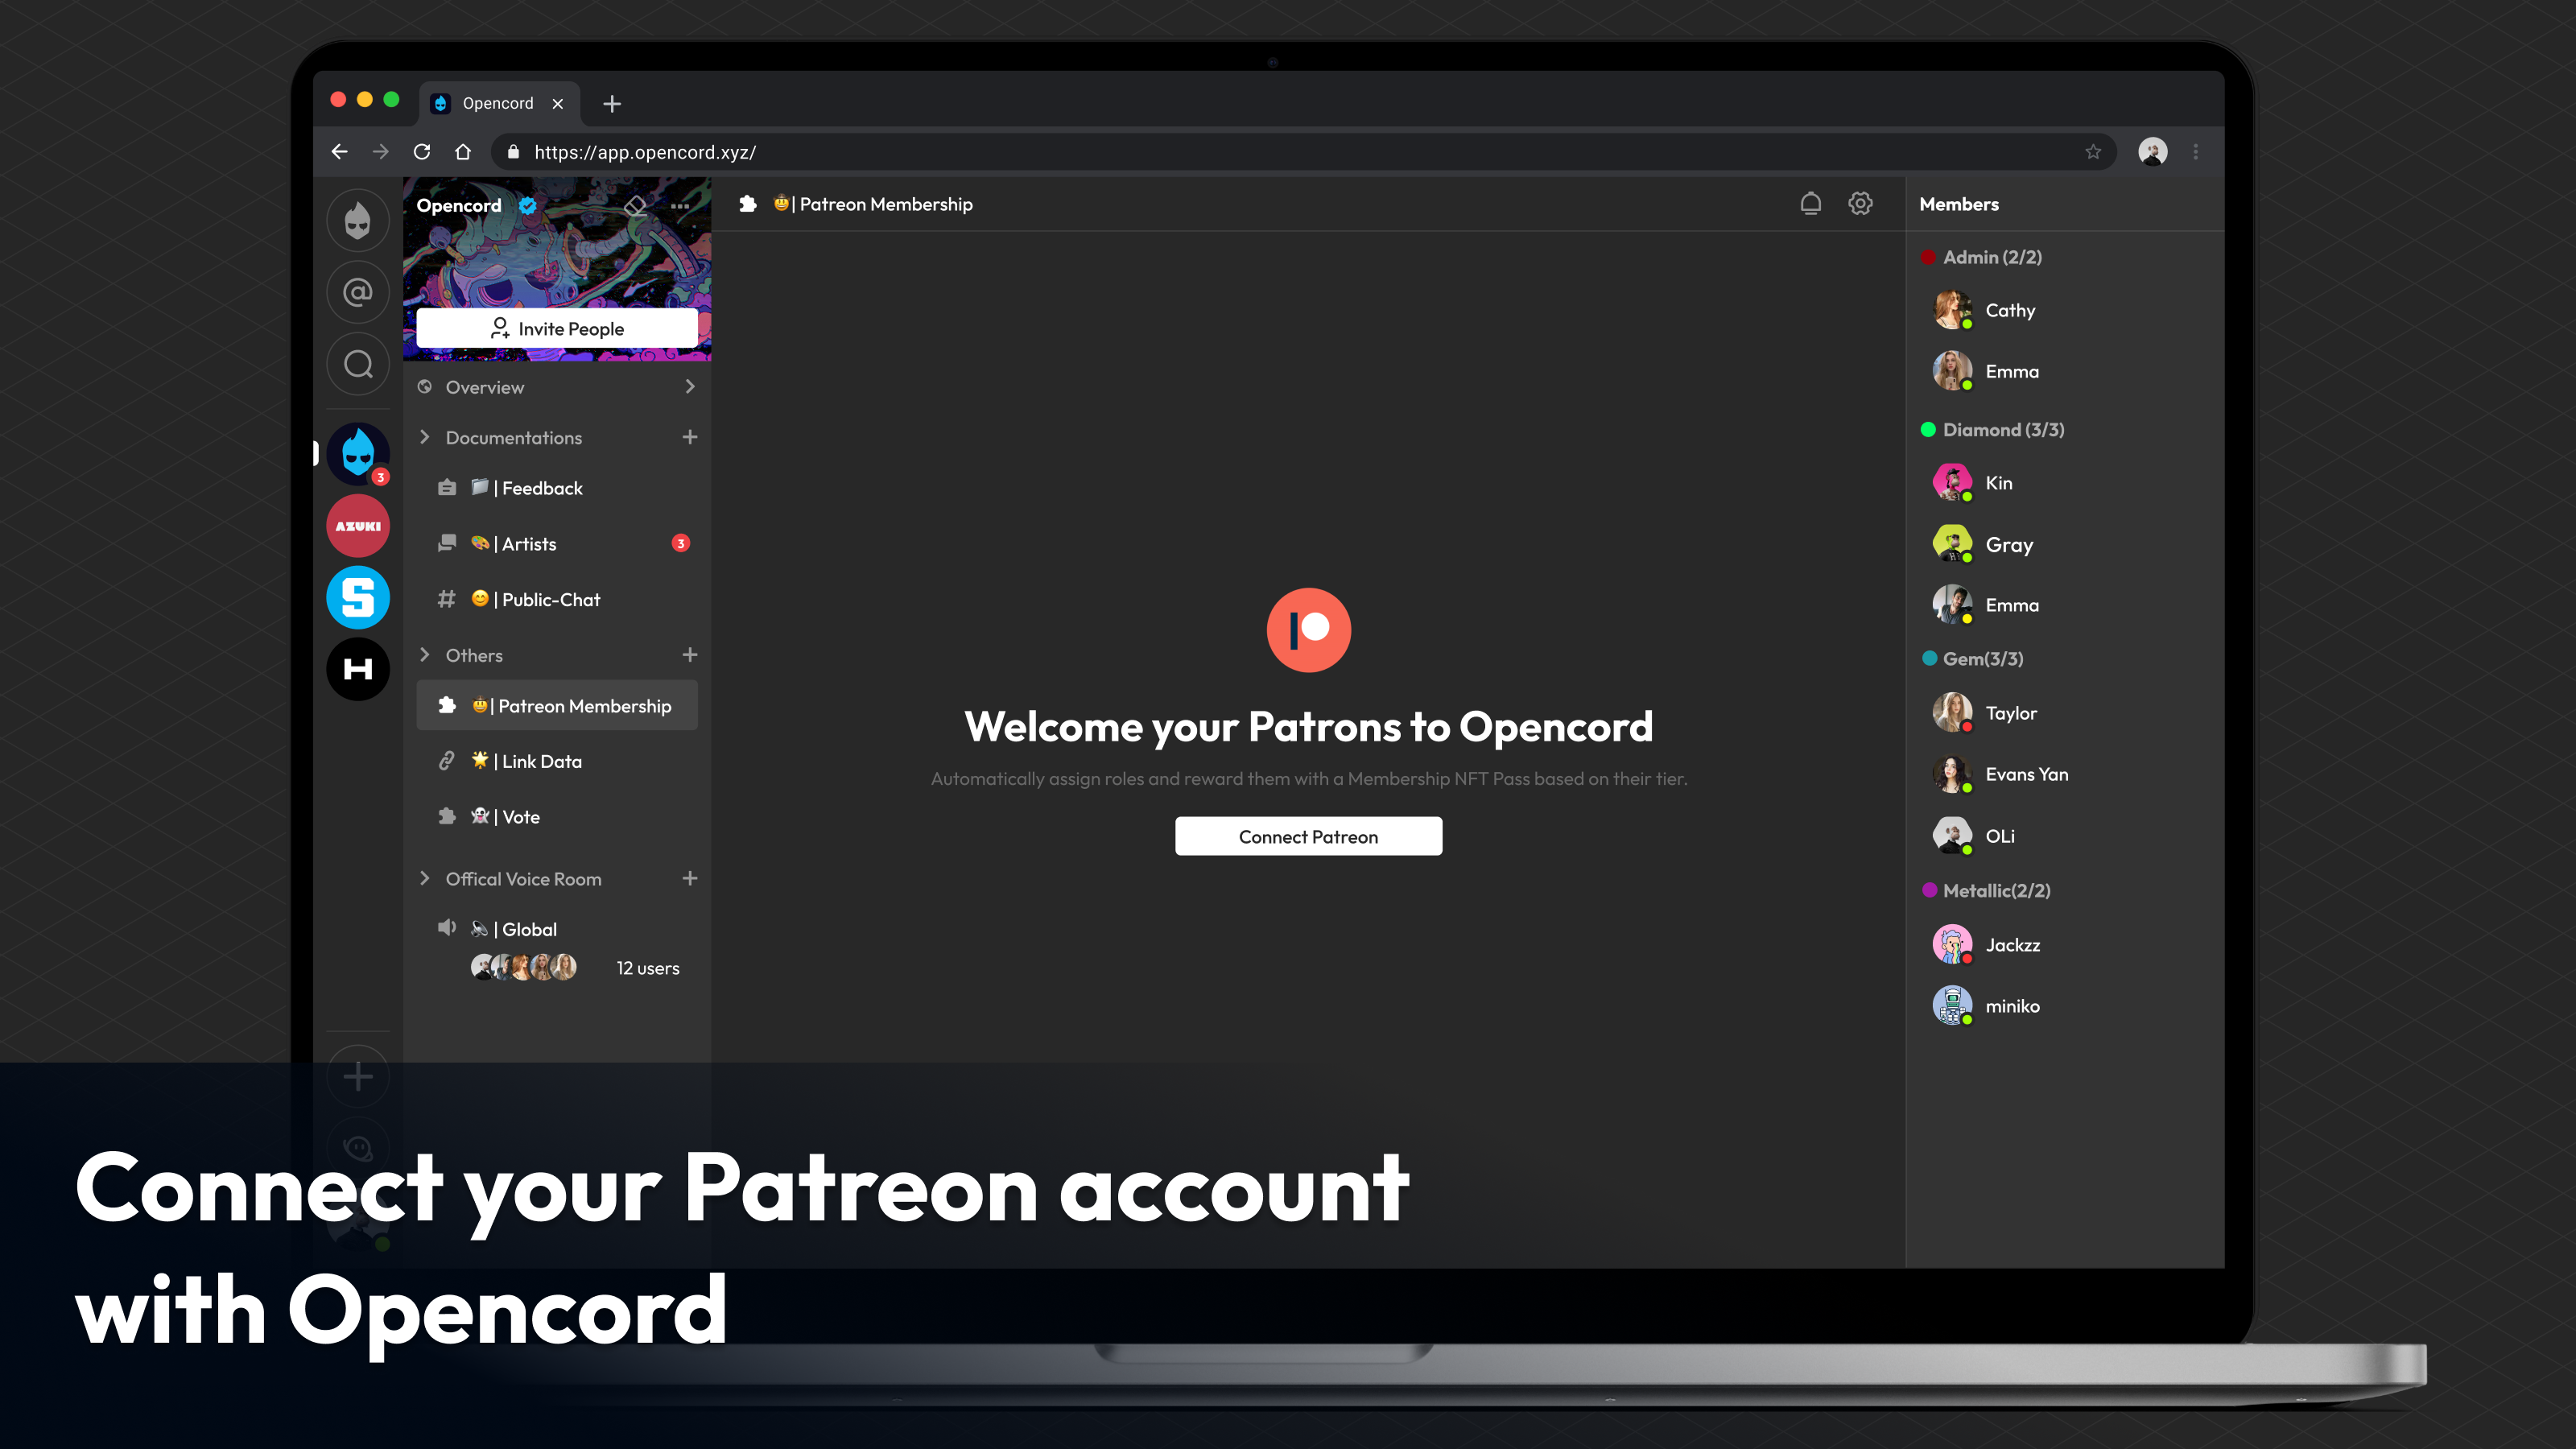 Opencord
https://app.opencord.xyz/
Opencord
Invite People
Overview
Documentations
| Feedback
| Artists
3
| Public-Chat
Others
| Patreon Membership
| Link Data
| Vote
Offical Voice Room
| Global
12 users
3
AZUKI
S
H
| Patreon Membership
Welcome your Patrons to Opencord
Automatically assign roles and reward them with a Membership NFT Pass based on their tier.
Connect Patreon
Members
Admin (2/2)
Cathy
Emma
Diamond (3/3)
Kin
Gray
Emma
Gem(3/3)
Taylor
Evans Yan
OLi
Metallic(2/2)
Jackzz
miniko
Connect your Patreon account
with Opencord